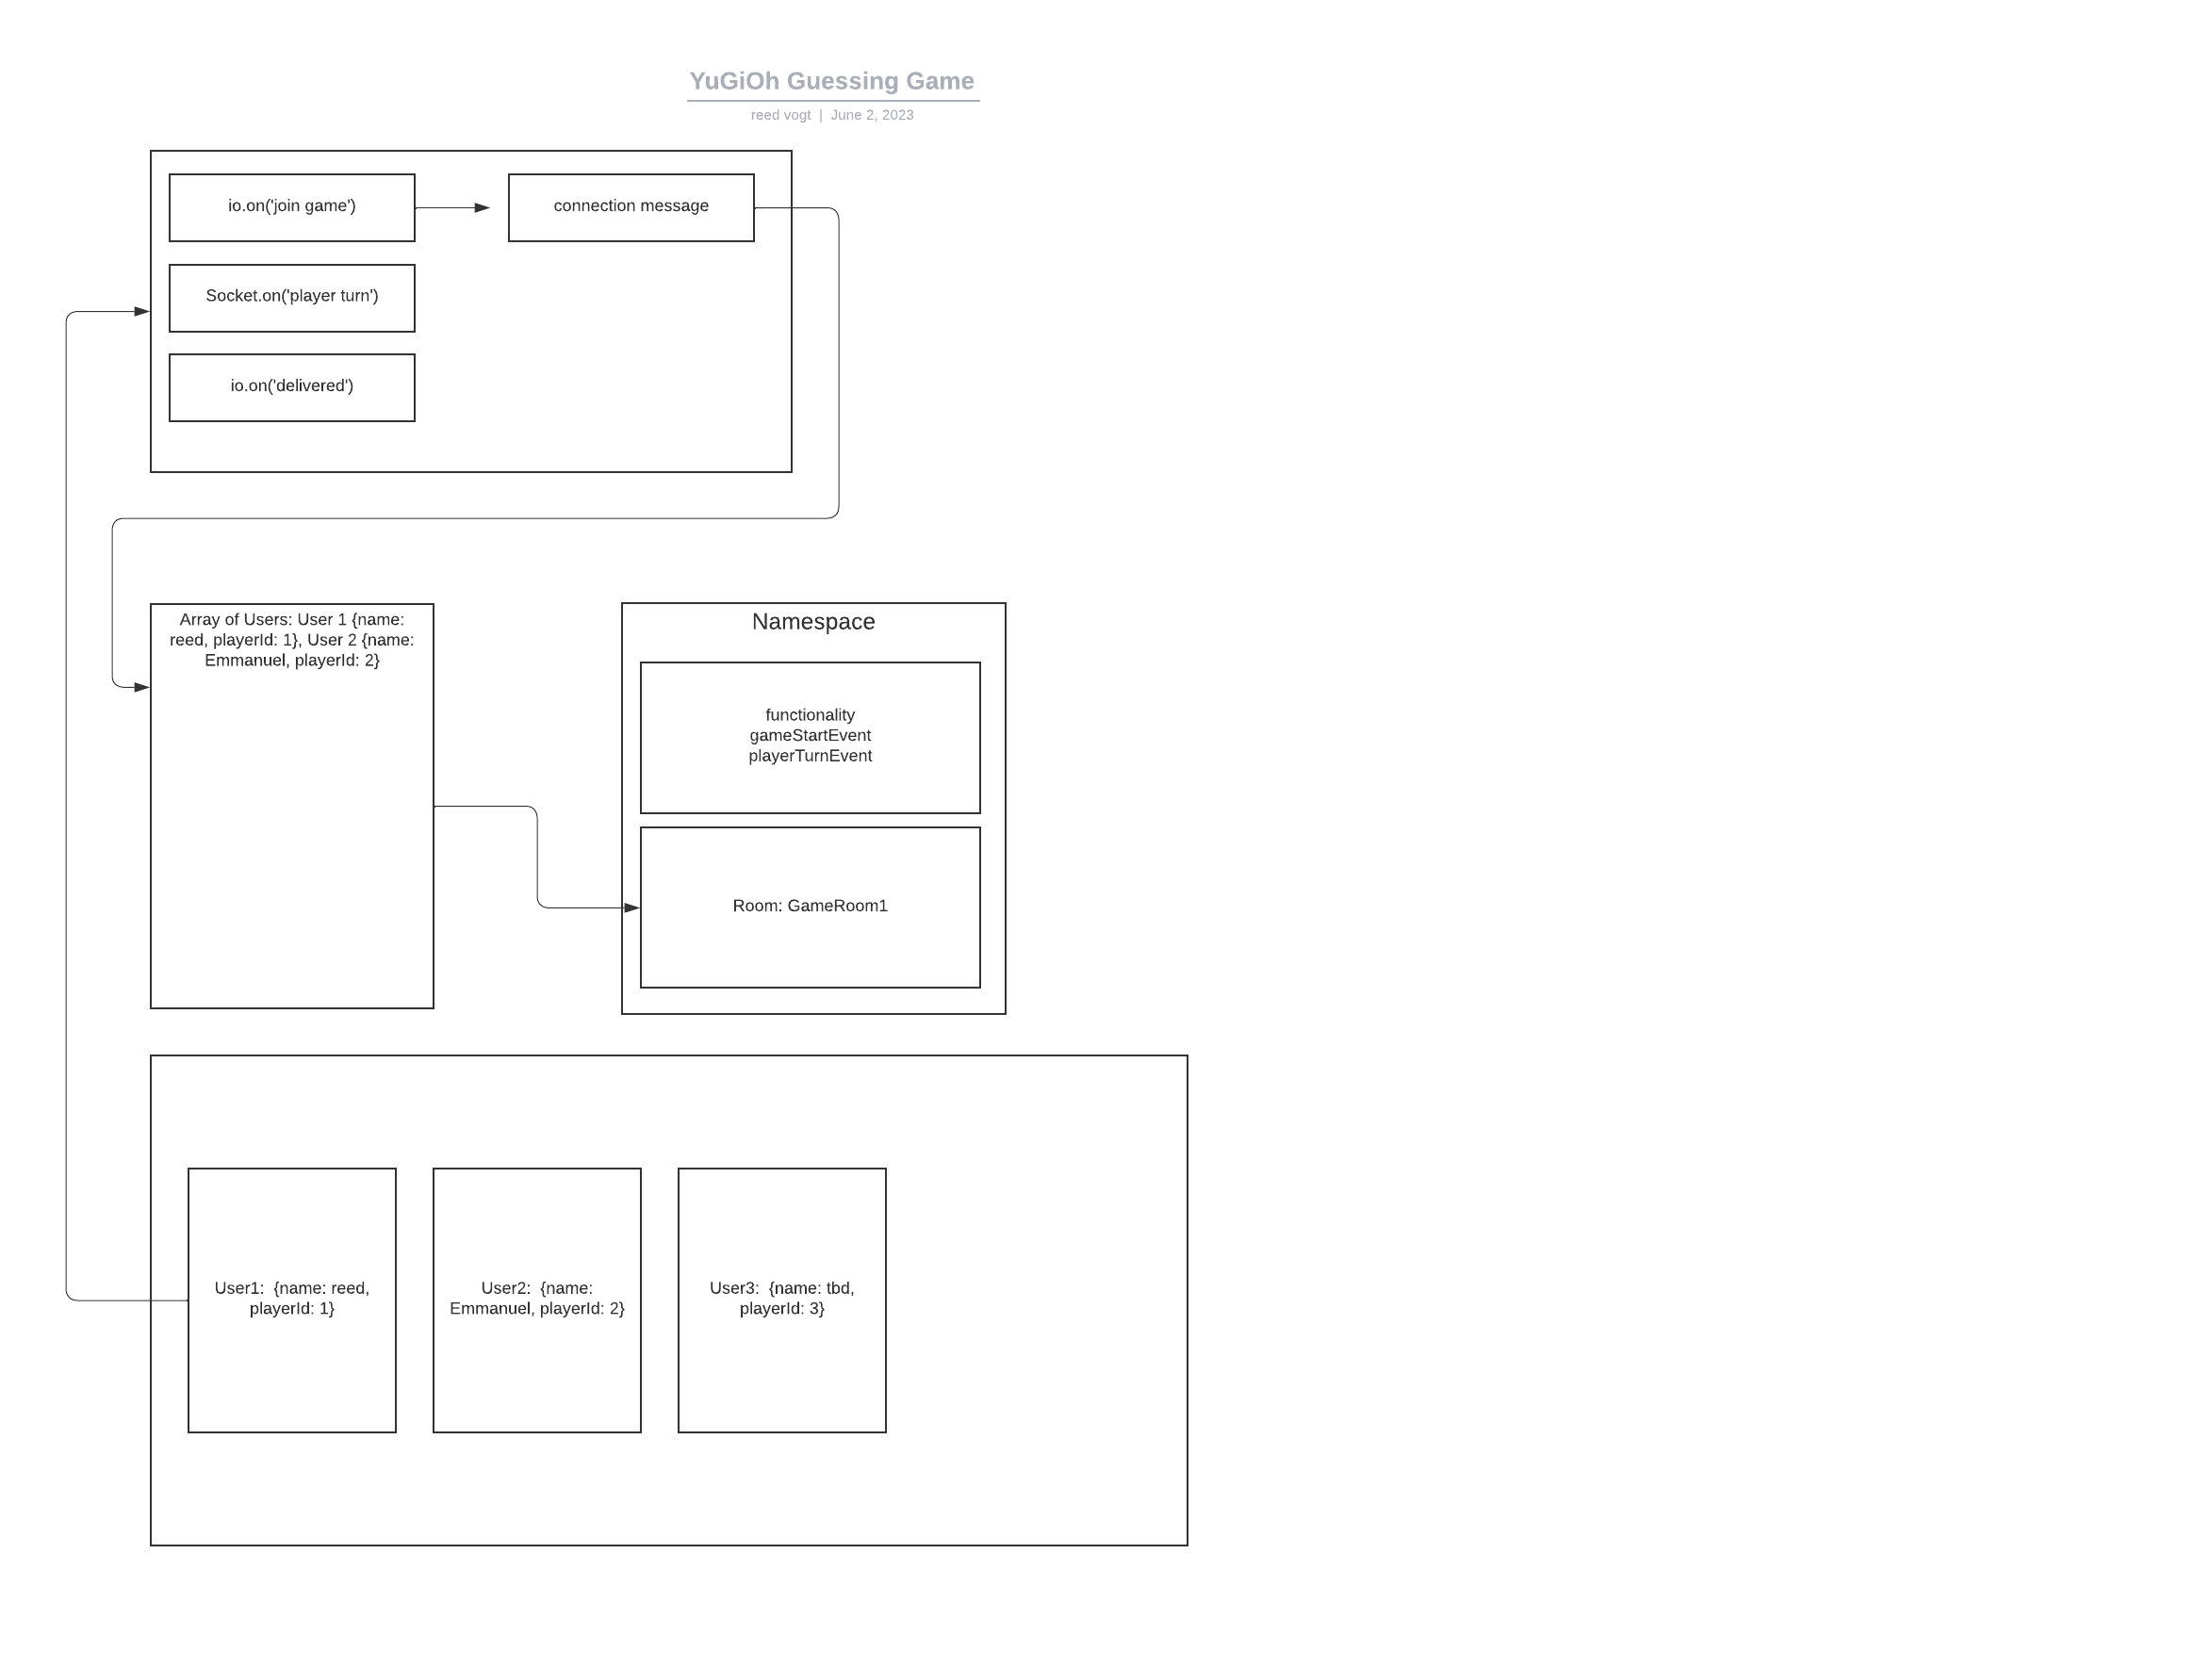 YuGiOh Guessing Game
reed vogt | June 2, 2023
io.on('join game')
connection message
Socket.on('player turn')
io.on('delivered')
Array of Users: User 1 {name:
reed, playerId: 1}, User 2 {name:
Emmanuel, playerId: 2}
Namespace
functionality
gameStartEvent
playerTurnEvent
Room: GameRoom1
User1:  {name: reed,
playerId: 1}
User2:  {name:
Emmanuel, playerId: 2}
User3:  {name: tbd,
playerId: 3}